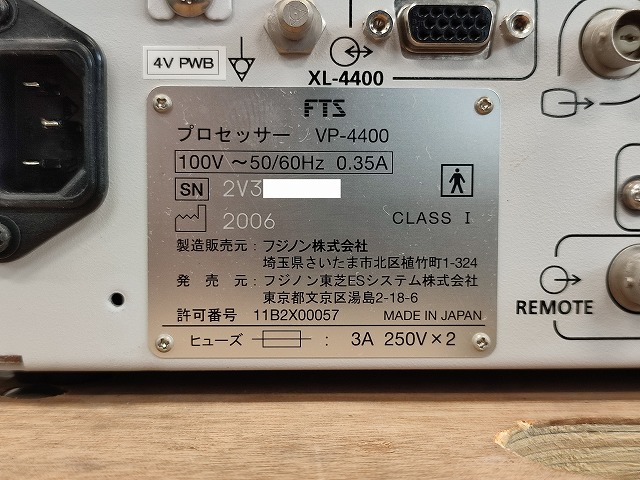 4V PWB
XL-4400
FTS
プロセッサー VP-4400
100V ～50/60Hz 0.35A
SN 2V3
2006
CLASS I
製造販売元：フジノン株式会社
埼玉県さいたま市北区植竹町1-324
発 売 元：フジノン東芝ESシステム株式会社
東京都文京区湯島2-18-6
許可番号 11B2X00057 MADE IN JAPAN
ヒューズ : 3A 250V×2
REMOTE